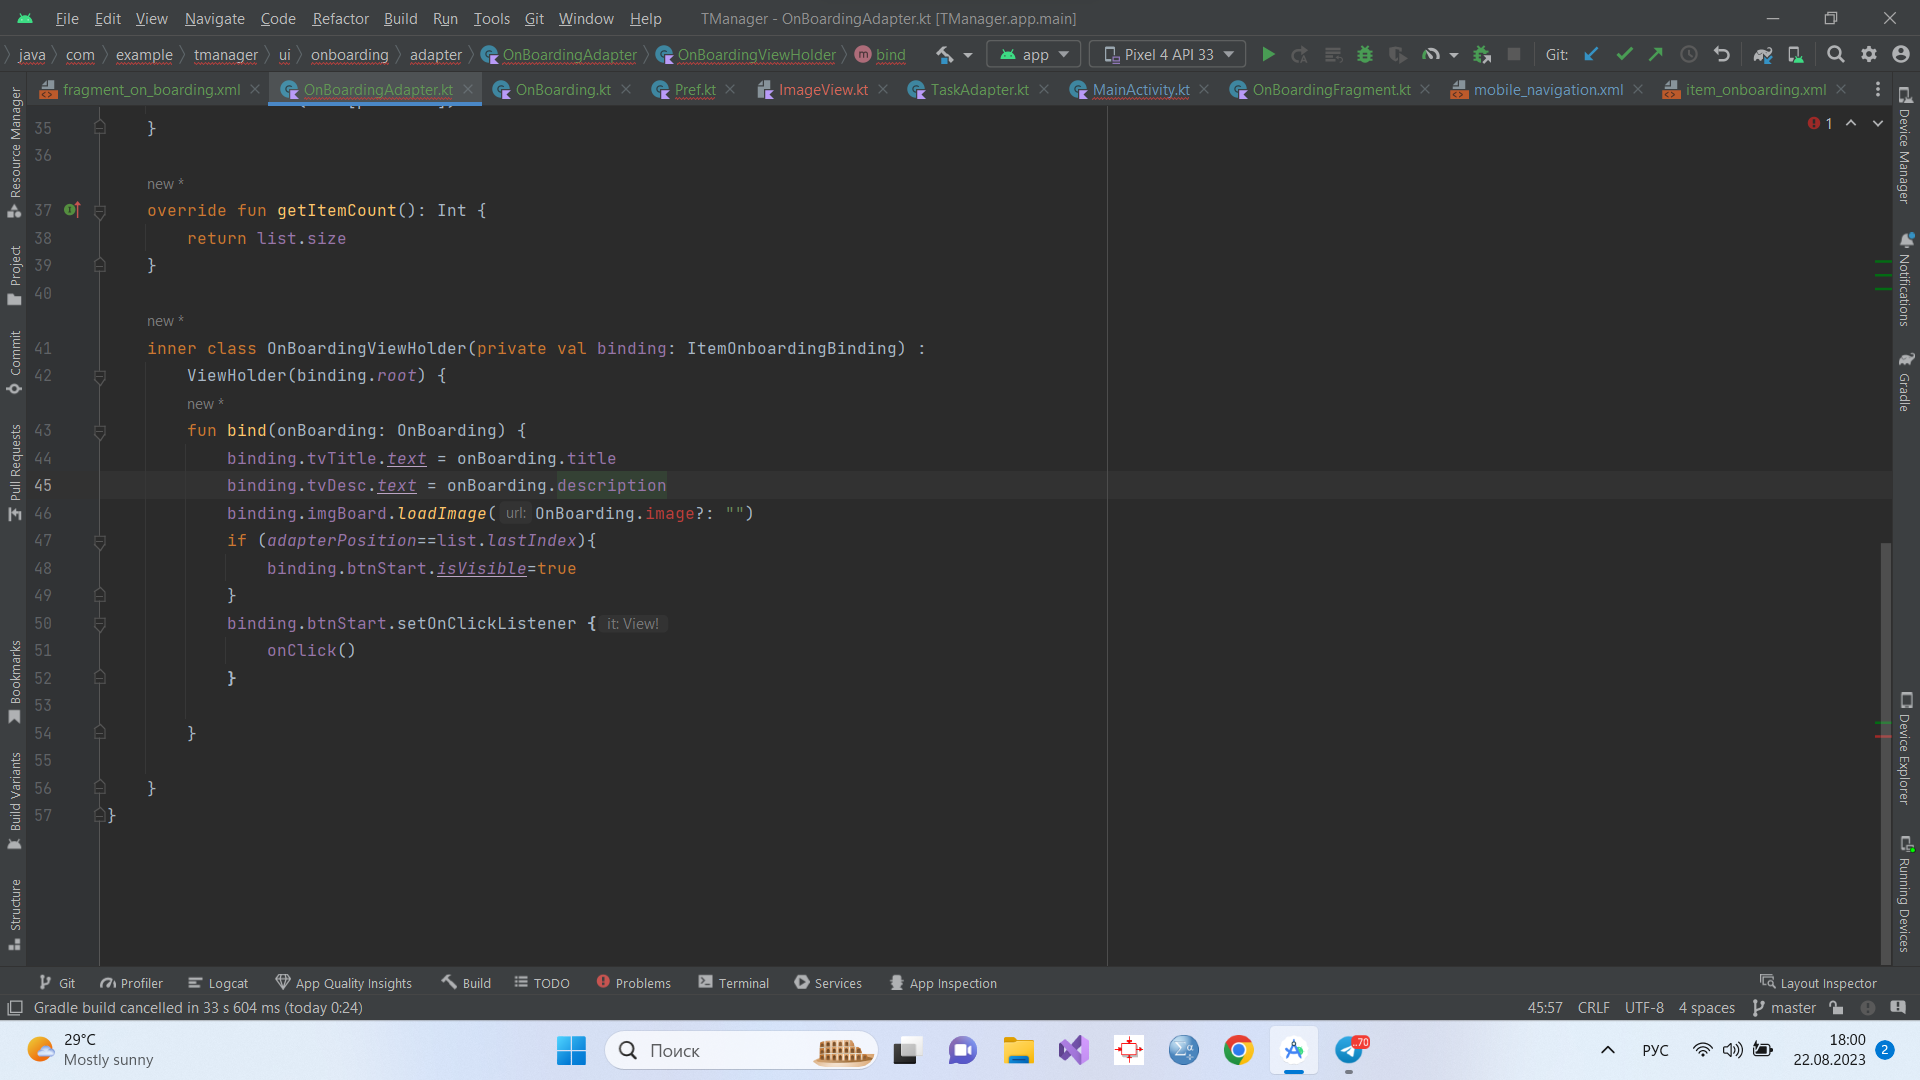 File Edit View Navigate Code Refactor Build Run Tools Git Window Help TManager - OnBoardingAdapter.kt [TManager.app.main]
java com example tmanager ui onboarding adapter OnBoardingAdapter OnBoardingViewHolder bind app Pixel 4 API 33 Git:
fragment_on_boarding.xml OnBoardingAdapter.kt OnBoarding.kt Pref.kt ImageView.kt TaskAdapter.kt MainActivity.kt OnBoardingFragment.kt mobile_navigation.xml item_onboarding.xml
35 }
1
36
new *
37 override fun getItemCount(): Int {
38 return list.size
39 }
40
new *
41 inner class OnBoardingViewHolder(private val binding: ItemOnboardingBinding) :
42 ViewHolder(binding.root) {
new *
43 fun bind(onBoarding: OnBoarding) {
44 binding.tvTitle.text = onBoarding.title
45 binding.tvDesc.text = onBoarding.description
46 binding.imgBoard.loadImage( url: OnBoarding.image?: "")
47 if (adapterPosition==list.lastIndex){
48 binding.btnStart.isVisible=true
49 }
50 binding.btnStart.setOnClickListener { it: View!
51 onClick()
52 }
53
54 }
55
56 }
57 }
Resource Manager
Project
Commit
Pull Requests
Bookmarks
Build Variants
Structure
Device Manager
Notifications
Gradle
Device Explorer
Running Devices
Git Profiler Logcat App Quality Insights Build TODO Problems Terminal Services App Inspection Layout Inspector
Gradle build cancelled in 33 s 604 ms (today 0:24) 45:57 CRLF UTF-8 4 spaces master
29°C
Mostly sunny
Поиск
70
РУС
18:00
22.08.2023
2